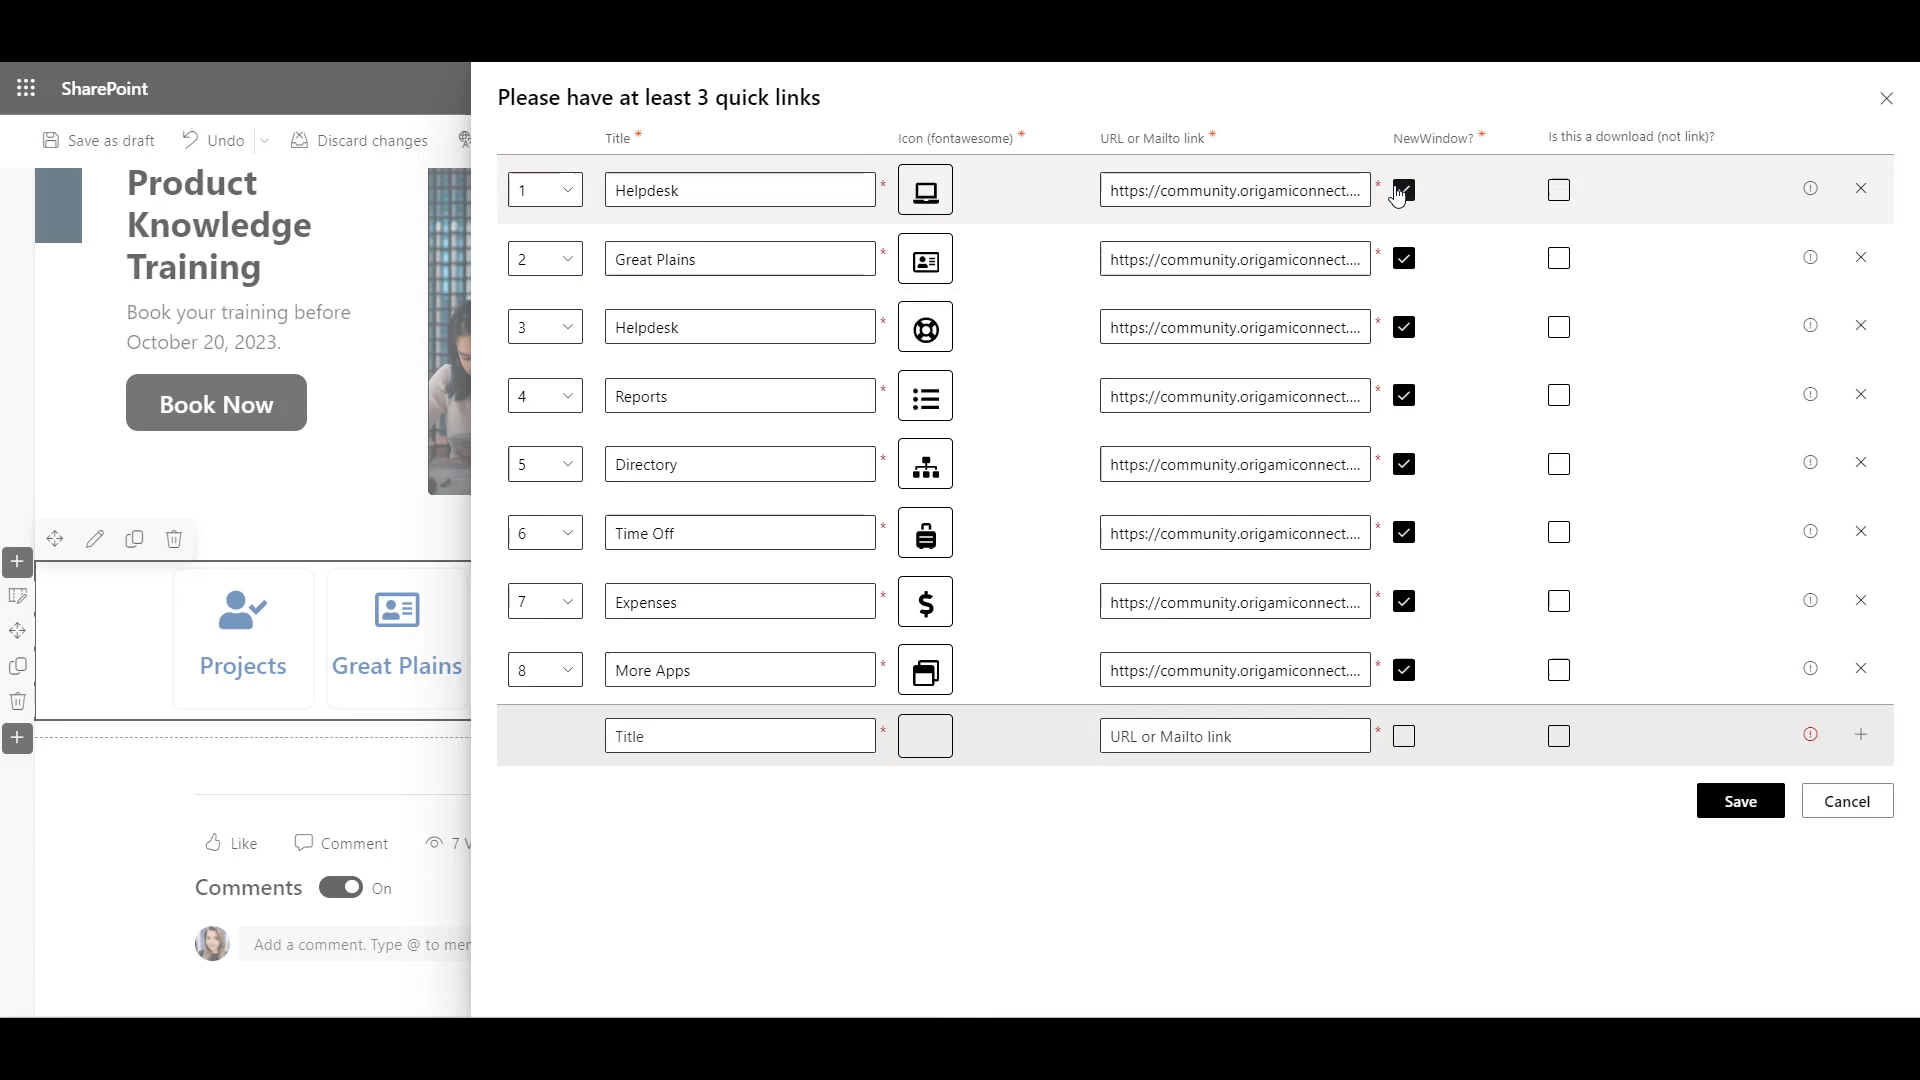 SharePoint
Save as draft
Undo
Discard changes
Product
Knowledge
Training
Book your training before
October 20, 2023.
Book Now
Projects
Great Plains
Like
Comment
7
Comments
On
Add a comment. Type @ to
Please have at least 3 quick links
Title * Icon (fontawesome) * URL or Mailto link * NewWindow? * Is this a download (not link)?
1 Helpdesk * https://community.origamiconnect.... *
2 Great Plains * https://community.origamiconnect.... *
3 Helpdesk * https://community.origamiconnect.... *
4 Reports * https://community.origamiconnect.... *
5 Directory * https://community.origamiconnect.... *
6 Time Off * https://community.origamiconnect.... *
7 Expenses * https://community.origamiconnect.... *
8 More Apps * https://community.origamiconnect.... *
Title * URL or Mailto link *
Save Cancel